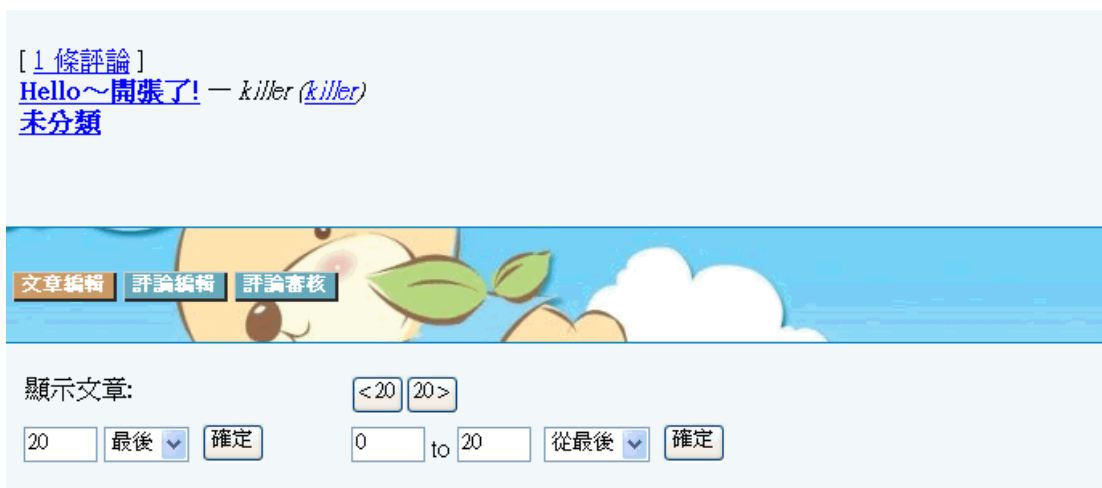 [ 1 條評論 ]
Hello～開張了! — killer (killer)
未分類
文章編輯 評論編輯 評論審核
顯示文章: <20 20>
20 最後 確定 0 to 20 從最後 確定